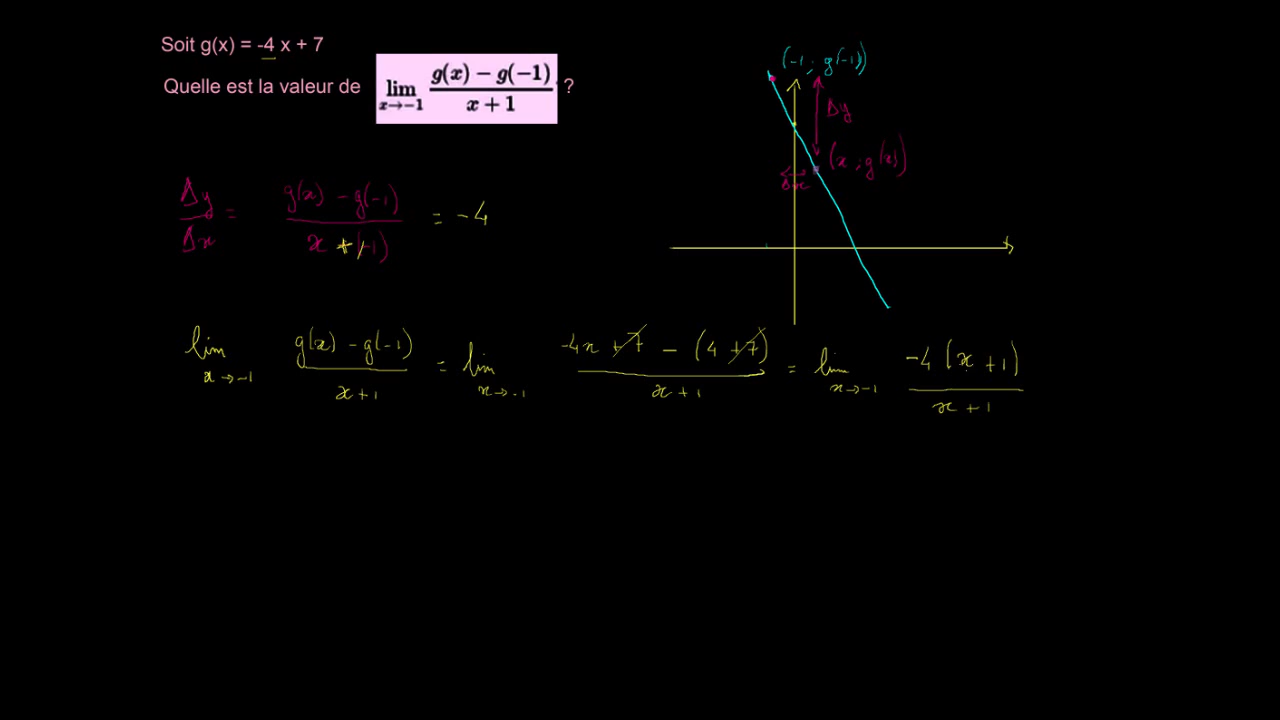 Soit g(x) = -4 x + 7
Quelle est la valeur de lim x→-1 (g(x) − g(−1)) / (x + 1) ?
(-1 ; g(-1))
Δy
(x ; g(x))
Δx
Δy/Δx = (g(x) - g(-1)) / (x + 1) = -4
lim x→-1 (g(x) - g(-1)) / (x+1) = lim x→-1 (-4x +7 - (4 +7)) / (x+1) = lim x→-1 (-4(x+1)) / (x+1)